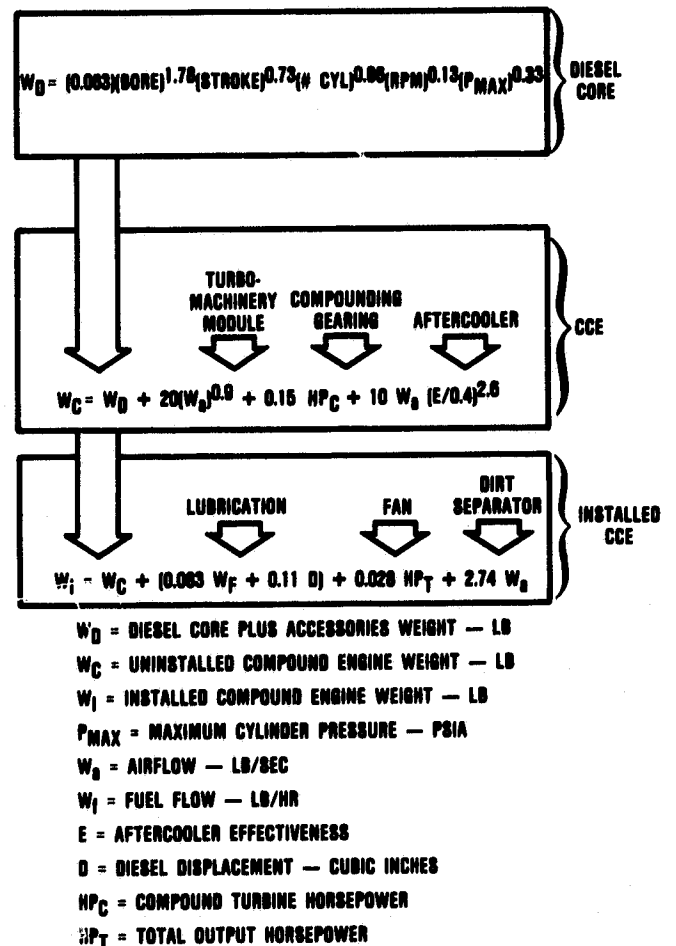 W_D = (0.063)(BORE)^1.78(STROKE)^0.73(# CYL)^0.86(RPM)^0.13(P_MAX)^0.33
DIESEL
CORE
TURBO-
MACHINERY
MODULE
COMPOUNDING
GEARING
AFTERCOOLER
CCE
W_C = W_D + 20(W_a)^0.9 + 0.15 HP_C + 10 W_a (E/0.4)^2.6
LUBRICATION
FAN
DIRT
SEPARATOR
INSTALLED
CCE
W_i = W_C + (0.063 W_F + 0.11 D) + 0.028 HP_T + 2.74 W_a
W_D = DIESEL CORE PLUS ACCESSORIES WEIGHT — LB
W_C = UNINSTALLED COMPOUND ENGINE WEIGHT — LB
W_I = INSTALLED COMPOUND ENGINE WEIGHT — LB
P_MAX = MAXIMUM CYLINDER PRESSURE — PSIA
W_a = AIRFLOW — LB/SEC
W_f = FUEL FLOW — LB/HR
E = AFTERCOOLER EFFECTIVENESS
D = DIESEL DISPLACEMENT — CUBIC INCHES
HP_C = COMPOUND TURBINE HORSEPOWER
HP_T = TOTAL OUTPUT HORSEPOWER